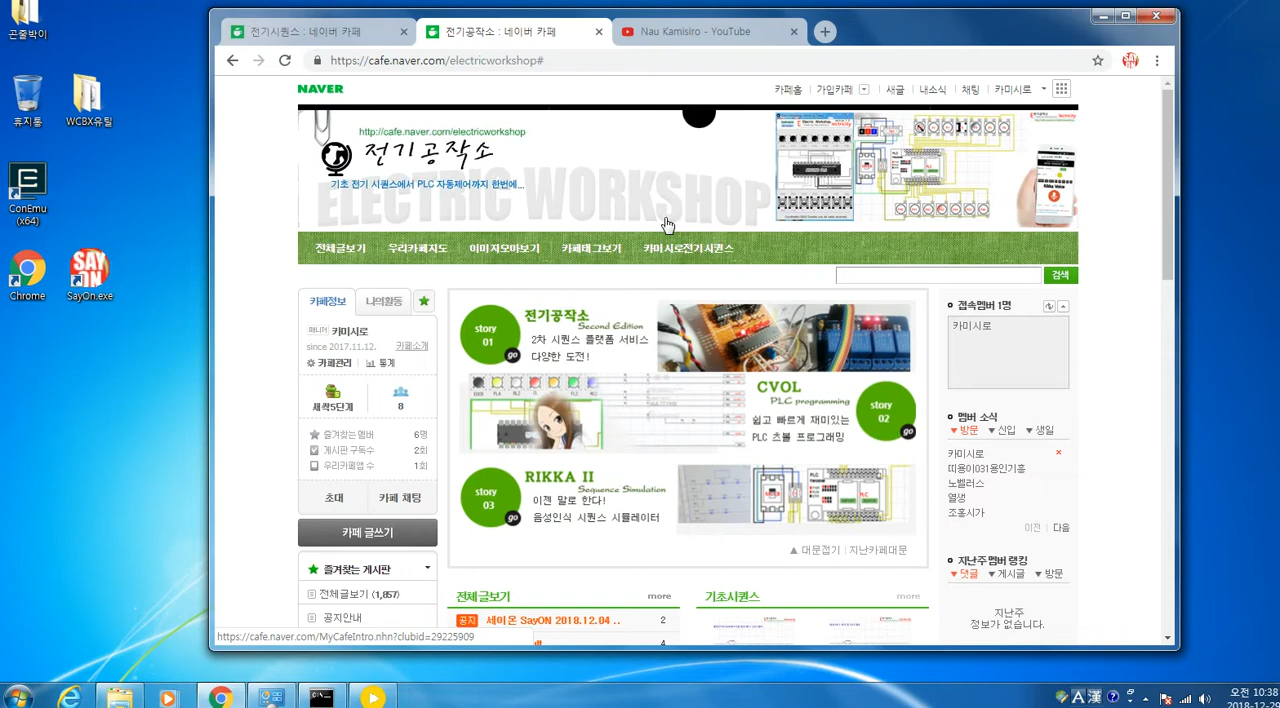 곤줄박이
휴지통
WCBX유틸
ConEmu
(x64)
Chrome
SayOn.exe
SAY
ON
전기시퀀스 : 네이버 카페
전기공작소 : 네이버 카페
Nau Kamisiro - YouTube
https://cafe.naver.com/electricworkshop#
NAVER
카페홈
가입카페
새글
내소식
채팅
카미시로
http://cafe.naver.com/electricworkshop
전기공작소
기초 전기 시퀀스에서 PLC 자동제어까지 한번에...
전체글보기
우리카페지도
이미지모아보기
카페태그보기
카미시로전기시퀀스
검색
카페정보
나의활동
매니저 카미시로
since 2017.11.12.
카페소개
카페관리
통계
새싹5단계
8
즐겨찾는 멤버 6명
게시판 구독수 2회
우리카페앱 수 1회
초대
카페 채팅
카페 글쓰기
즐겨찾는 게시판
전체글보기 (1,857)
공지안내
story
01
go
전기공작소
Second Edition
2차 시퀀스 플랫폼 서비스
다양한 도전!
CVOL
PLC programming
쉽고 빠르게 재미있는
PLC 츠볼 프로그래밍
story
02
go
story
03
go
RIKKA II
Sequence Simulation
이젠 말로 한다!
음성인식 시퀀스 시뮬레이터
▲ 대문접기
지난카페대문
전체글보기
more
공지 세이온 SayON 2018.12.04 .. 2
4
기초시퀀스
more
접속멤버 1명
카미시로
멤버 소식
▼방문 ▼신입 ▼생일
카미시로
띠용이031용인기흥
노벨러스
열생
조홍시가
이전
다음
지난주 멤버 랭킹
▼댓글 ▼게시글 ▼방문
지난주
정보가 없습니다.
https://cafe.naver.com/MyCafeIntro.nhn?clubid=29225909
A 漢
오전 10:38
2018-12-29